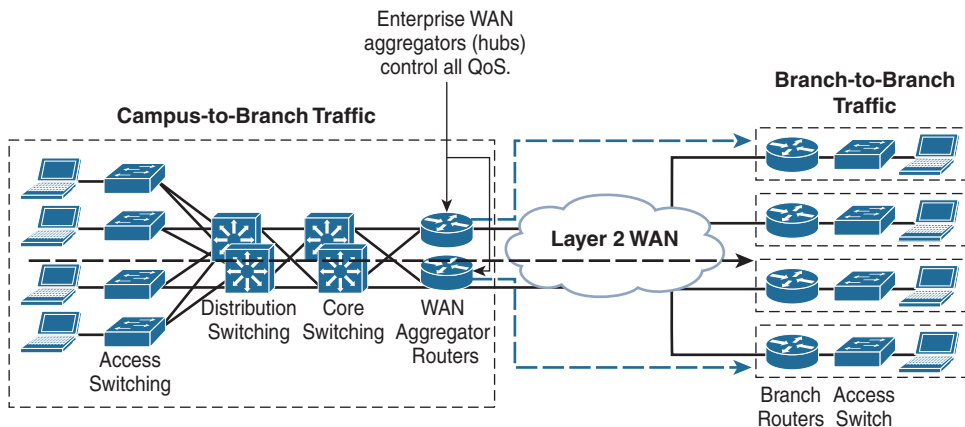 Enterprise WAN
aggregators (hubs)
control all QoS.
Branch-to-Branch
Traffic
Campus-to-Branch Traffic
Layer 2 WAN
Distribution
Switching
Core
Switching
WAN
Aggregator
Routers
Access
Switching
Branch
Routers
Access
Switch